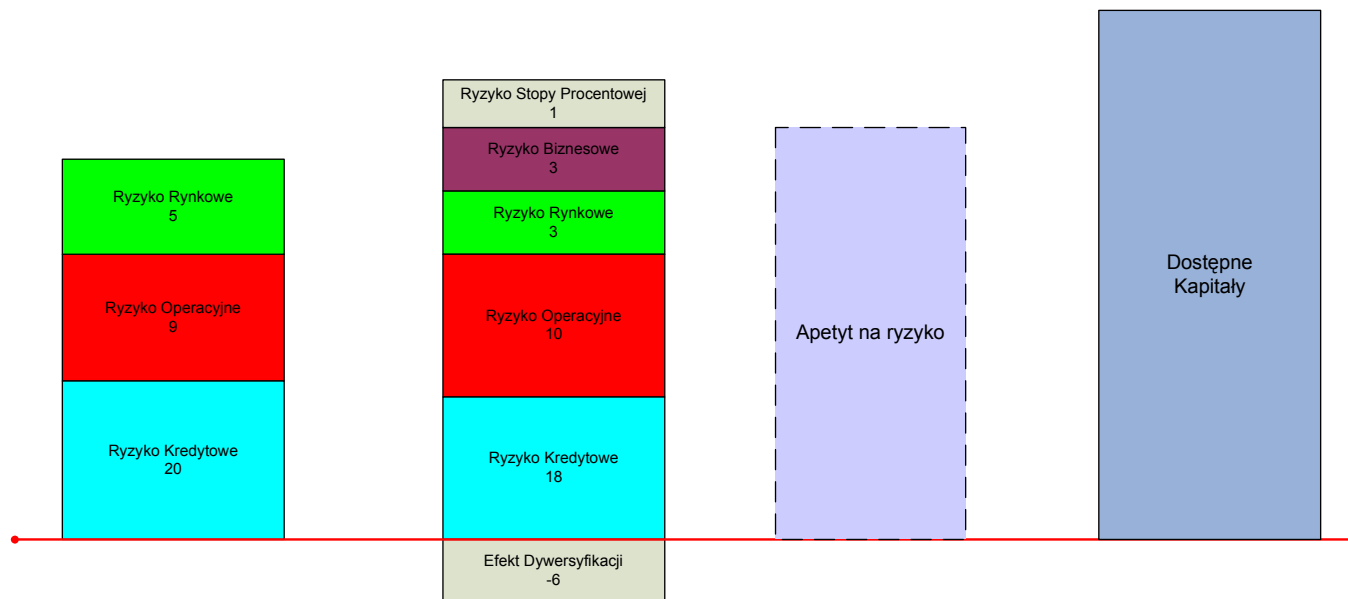 Ryzyko Rynkowe
5
Ryzyko Operacyjne
9
Ryzyko Kredytowe
20
Ryzyko Stopy Procentowej
1
Ryzyko Biznesowe
3
Ryzyko Rynkowe
3
Ryzyko Operacyjne
10
Ryzyko Kredytowe
18
Efekt Dywersyfikacji
-6
Apetyt na ryzyko
Dostępne
Kapitały